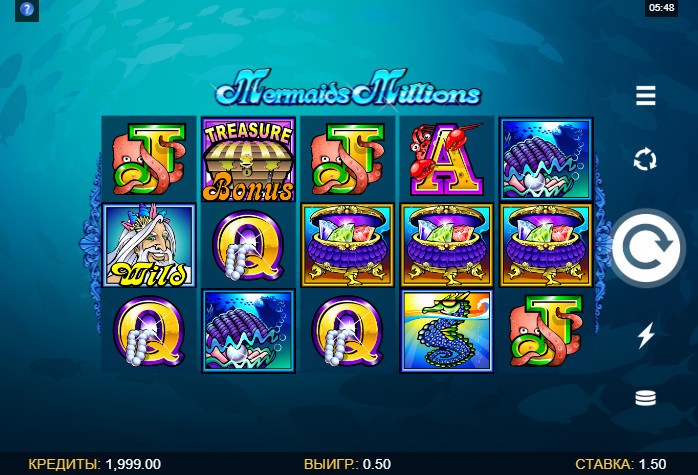 ?
05:48
Mermaids Millions
J
TREASURE
Bonus
J
A
Wild
Q
Q
Q
J
КРЕДИТЫ: 1,999.00 ВЫИГР.: 0.50 СТАВКА: 1.50